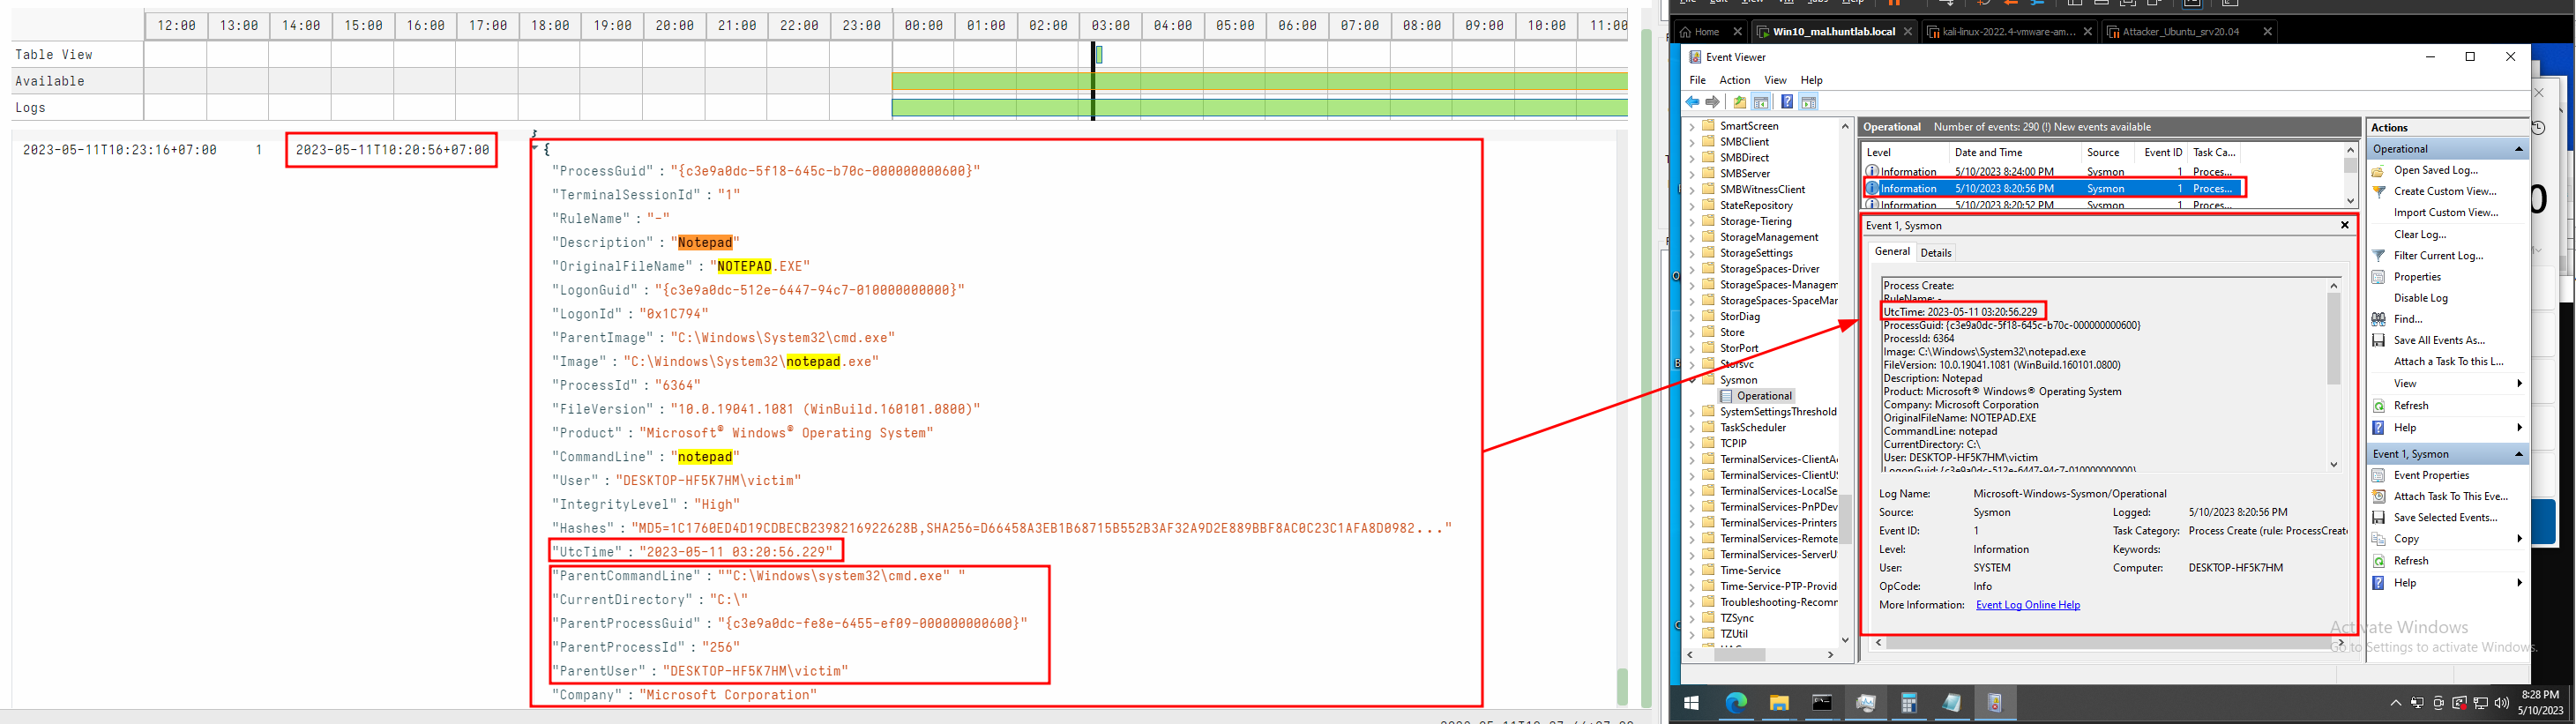 12:00 13:00 14:00 15:00 16:00 17:00 18:00 19:00 20:00 21:00 22:00 23:00 00:00 01:00 02:00 03:00 04:00 05:00 06:00 07:00 08:00 09:00 10:00 11:00
Table View
Available
Logs
2023-05-11T10:23:16+07:00 1 2023-05-11T10:20:56+07:00
{
"ProcessGuid" : "{c3e9a0dc-5f18-645c-b70c-000000000600}"
"TerminalSessionId" : "1"
"RuleName" : "-"
"Description" : "Notepad"
"OriginalFileName" : "NOTEPAD.EXE"
"LogonGuid" : "{c3e9a0dc-512e-6447-94c7-010000000000}"
"LogonId" : "0x1C794"
"ParentImage" : "C:\Windows\System32\cmd.exe"
"Image" : "C:\Windows\System32\notepad.exe"
"ProcessId" : "6364"
"FileVersion" : "10.0.19041.1081 (WinBuild.160101.0800)"
"Product" : "Microsoft® Windows® Operating System"
"CommandLine" : "notepad"
"User" : "DESKTOP-HF5K7HM\victim"
"IntegrityLevel" : "High"
"Hashes" : "MD5=1C1760ED4D19CDBECB2398216922628B,SHA256=D66458A3EB1B68715B552B3AF32A9D2E889BBF8AC0C23C1AFA8D0982..."
"UtcTime" : "2023-05-11 03:20:56.229"
"ParentCommandLine" : ""C:\Windows\system32\cmd.exe" "
"CurrentDirectory" : "C:\"
"ParentProcessGuid" : "{c3e9a0dc-fe8e-6455-ef09-000000000600}"
"ParentProcessId" : "256"
"ParentUser" : "DESKTOP-HF5K7HM\victim"
"Company" : "Microsoft Corporation"
Home
Win10_mal.huntlab.local
kali-linux-2022.4-vmware-am...
Attacker_Ubuntu_srv20.04
Event Viewer
File Action View Help
SmartScreen
SMBClient
SMBDirect
SMBServer
SMBWitnessClient
StateRepository
Storage-Tiering
StorageManagement
StorageSettings
StorageSpaces-Driver
StorageSpaces-Managem
StorageSpaces-SpaceMar
StorDiag
Store
StorPort
Storsvc
Sysmon
Operational
SystemSettingsThreshold
TaskScheduler
TCPIP
TerminalServices-ClientAc
TerminalServices-ClientUS
TerminalServices-LocalSe
TerminalServices-PnPDev
TerminalServices-Printers
TerminalServices-Remote
TerminalServices-ServerU
Time-Service
Time-Service-PTP-Provid
Troubleshooting-Recomr
TZSync
TZUtil
Operational Number of events: 290 (!) New events available
Level Date and Time Source Event ID Task Ca...
Information 5/10/2023 8:24:00 PM Sysmon 1 Proces...
Information 5/10/2023 8:20:56 PM Sysmon 1 Proces...
Information 5/10/2023 8:20:52 PM Sysmon 1 Proces...
Event 1, Sysmon
General Details
Process Create:
RuleName: -
UtcTime: 2023-05-11 03:20:56.229
ProcessGuid: {c3e9a0dc-5f18-645c-b70c-000000000600}
ProcessId: 6364
Image: C:\Windows\System32\notepad.exe
FileVersion: 10.0.19041.1081 (WinBuild.160101.0800)
Description: Notepad
Product: Microsoft® Windows® Operating System
Company: Microsoft Corporation
OriginalFileName: NOTEPAD.EXE
CommandLine: notepad
CurrentDirectory: C:\
User: DESKTOP-HF5K7HM\victim
LogonGuid: {c3e9a0dc-512e-6447-94c7-010000000000}
Log Name: Microsoft-Windows-Sysmon/Operational
Source: Sysmon Logged: 5/10/2023 8:20:56 PM
Event ID: 1 Task Category: Process Create (rule: ProcessCreate
Level: Information Keywords:
User: SYSTEM Computer: DESKTOP-HF5K7HM
OpCode: Info
More Information: Event Log Online Help
Actions
Operational
Open Saved Log...
Create Custom View...
Import Custom View...
Clear Log...
Filter Current Log...
Properties
Disable Log
Find...
Save All Events As...
Attach a Task To this L...
View
Refresh
Help
Event 1, Sysmon
Event Properties
Attach Task To This Eve...
Save Selected Events...
Copy
Refresh
Help
Activate Windows
Go to Settings to activate Windows.
8:28 PM
5/10/2023